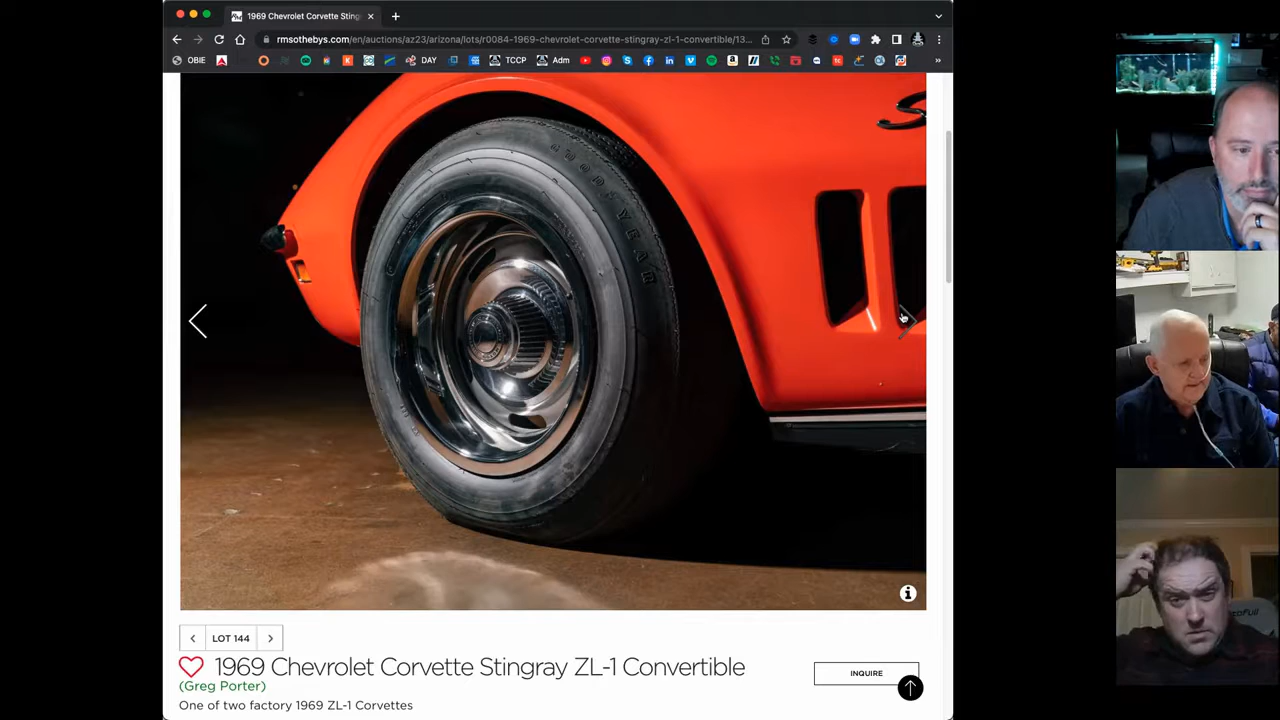 1969 Chevrolet Corvette Sting
rmsothebys.com/en/auctions/az23/arizona/lots/r0084-1969-chevrolet-corvette-stingray-zl-1-convertible/13...
OBIE
DAY
TCCP
Adm
»
GOODYEAR
LOT 144
1969 Chevrolet Corvette Stingray ZL-1 Convertible
INQUIRE
(Greg Porter)
One of two factory 1969 ZL-1 Corvettes